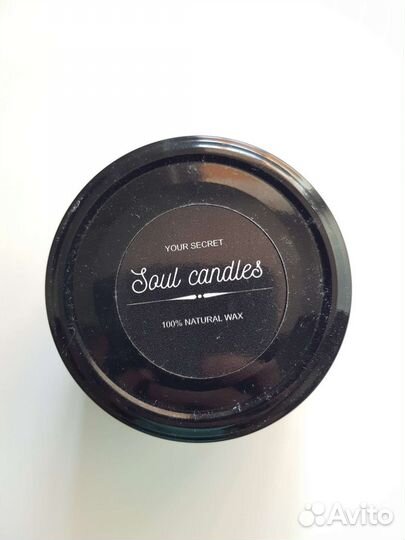 YOUR SECRET
Soul candles
100% NATURAL WAX
Avito